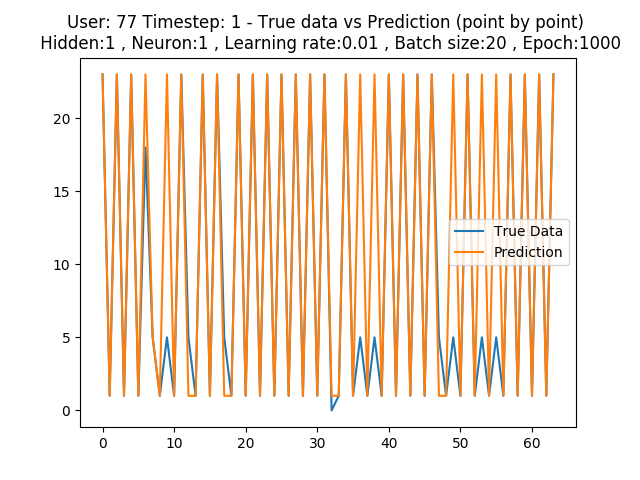 User: 77 Timestep: 1 - True data vs Prediction (point by point)
Hidden:1 , Neuron:1 , Learning rate:0.01 , Batch size:20 , Epoch:1000
20
15
10
5
0
True Data
Prediction
0 10 20 30 40 50 60